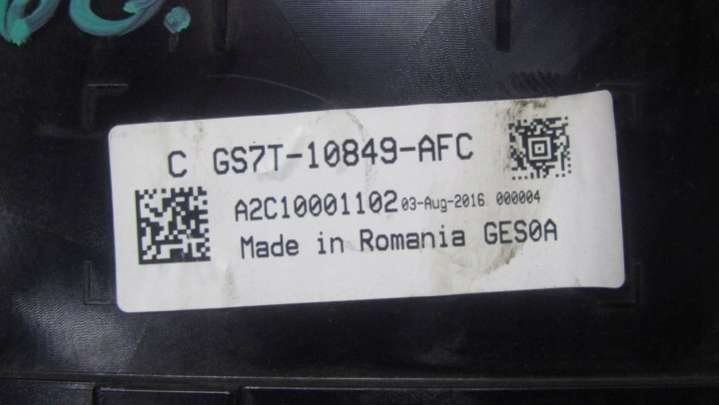 C GS7T-10849-AFC
A2C10001102 03-Aug-2016 000004
Made in Romania GES0A